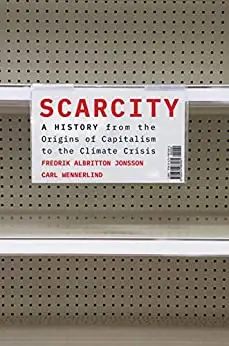 SCARCITY
A HISTORY from the
Origins of Capitalism
to the Climate Crisis
FREDRIK ALBRITTON JONSSON
CARL WENNERLIND